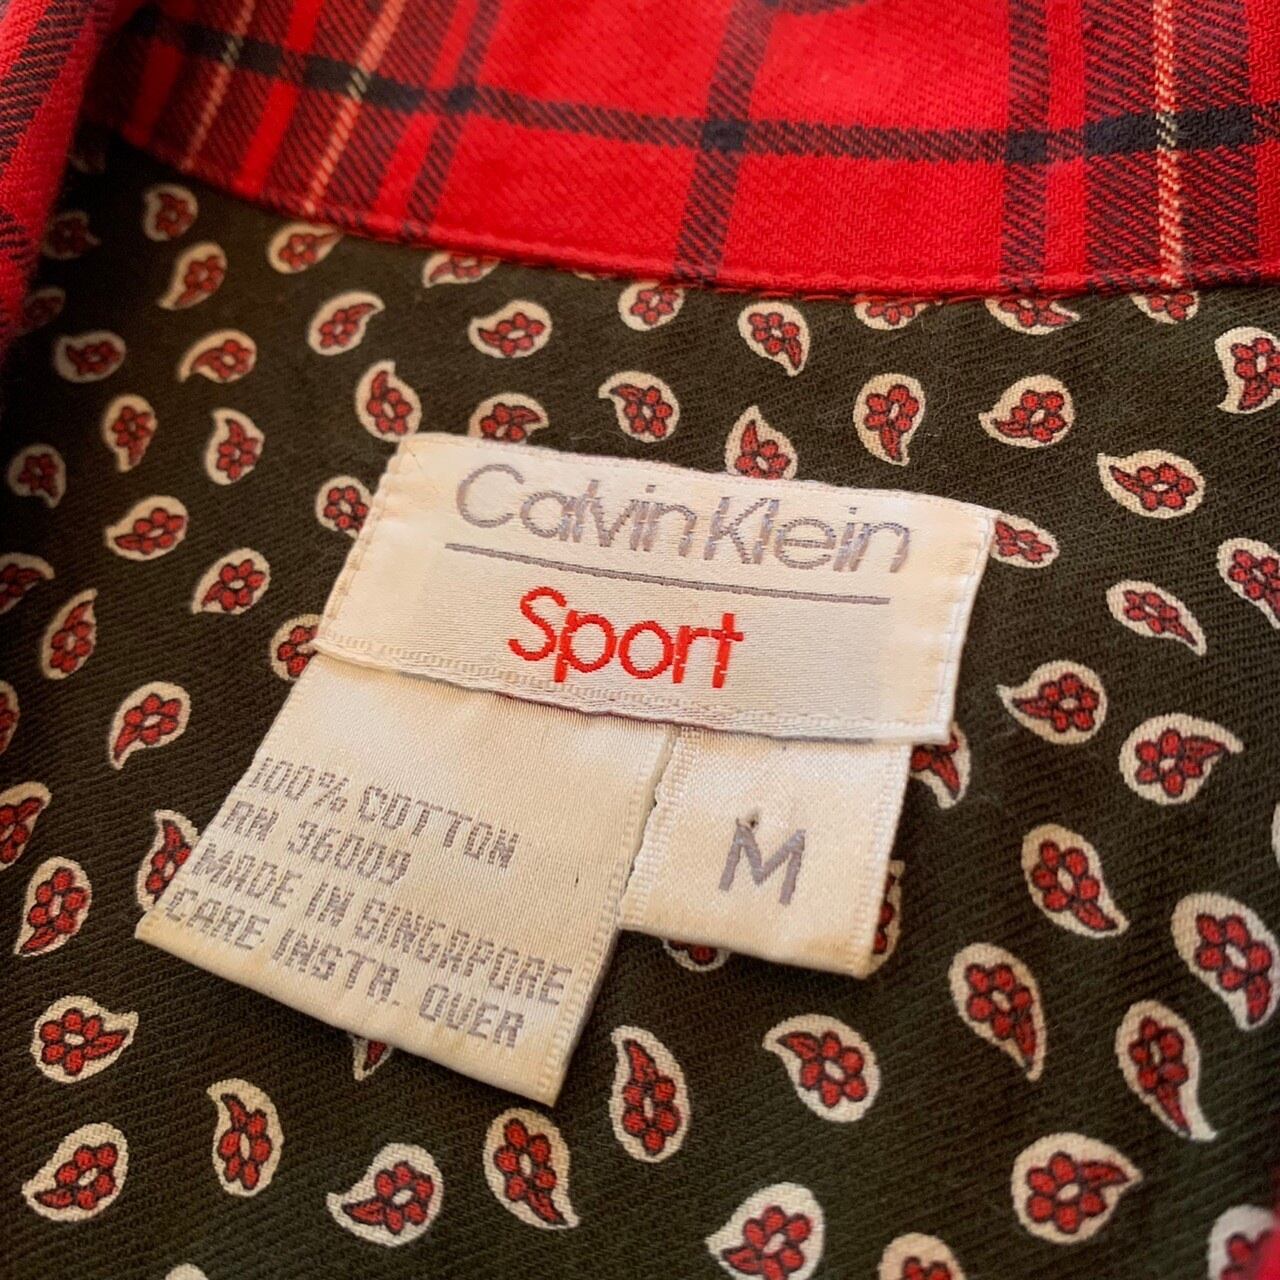 Calvin Klein
Sport
M
100% COTTON
RN 36009
MADE IN SINGAPORE
CARE INSTR. OVER